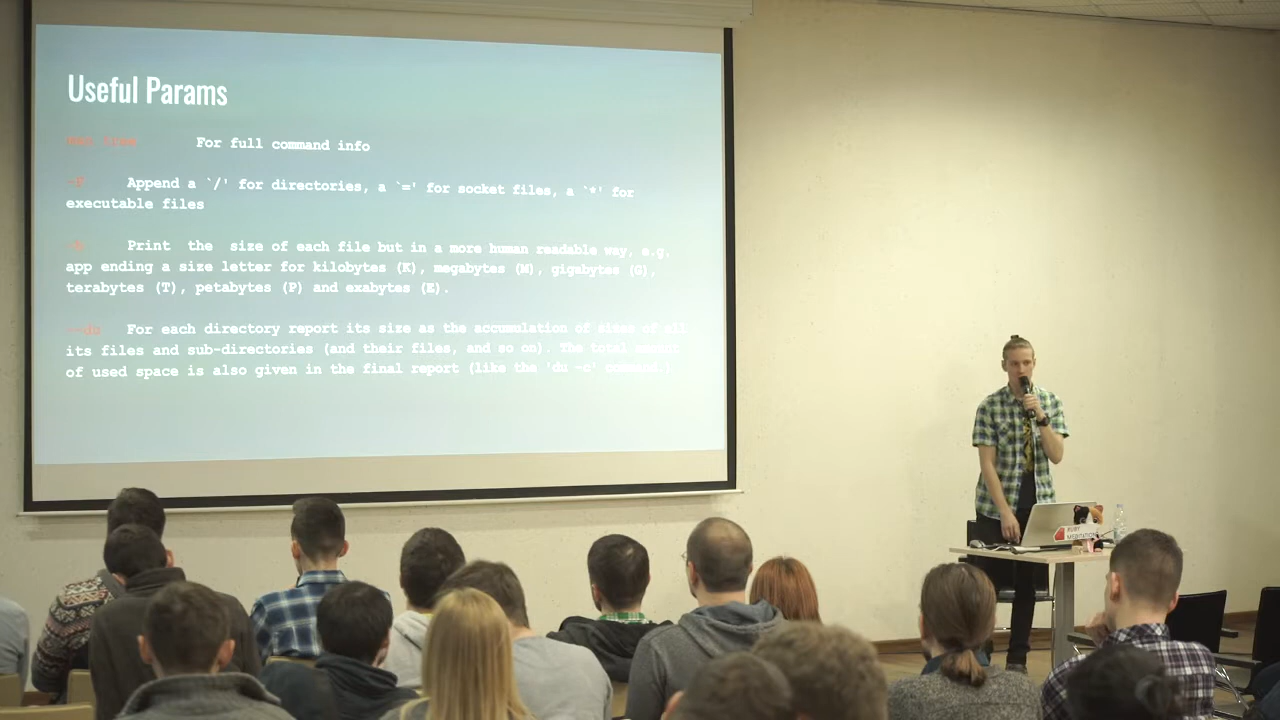 Useful Params
For full command info
-F Append a `/' for directories, a `=' for socket files, a `*' for
executable files
-h Print the size of each file but in a more human readable way, e.g.
app ending a size letter for kilobytes (K), megabytes (M), gigabytes (G),
terabytes (T), petabytes (P) and exabytes (E).
--du For each directory report its size as the accumulation of sizes of all
its files and sub-directories (and their files, and so on). The total amount
of used space is also given in the final report (like the 'du -c' command.)
RUBY
MEDITATION